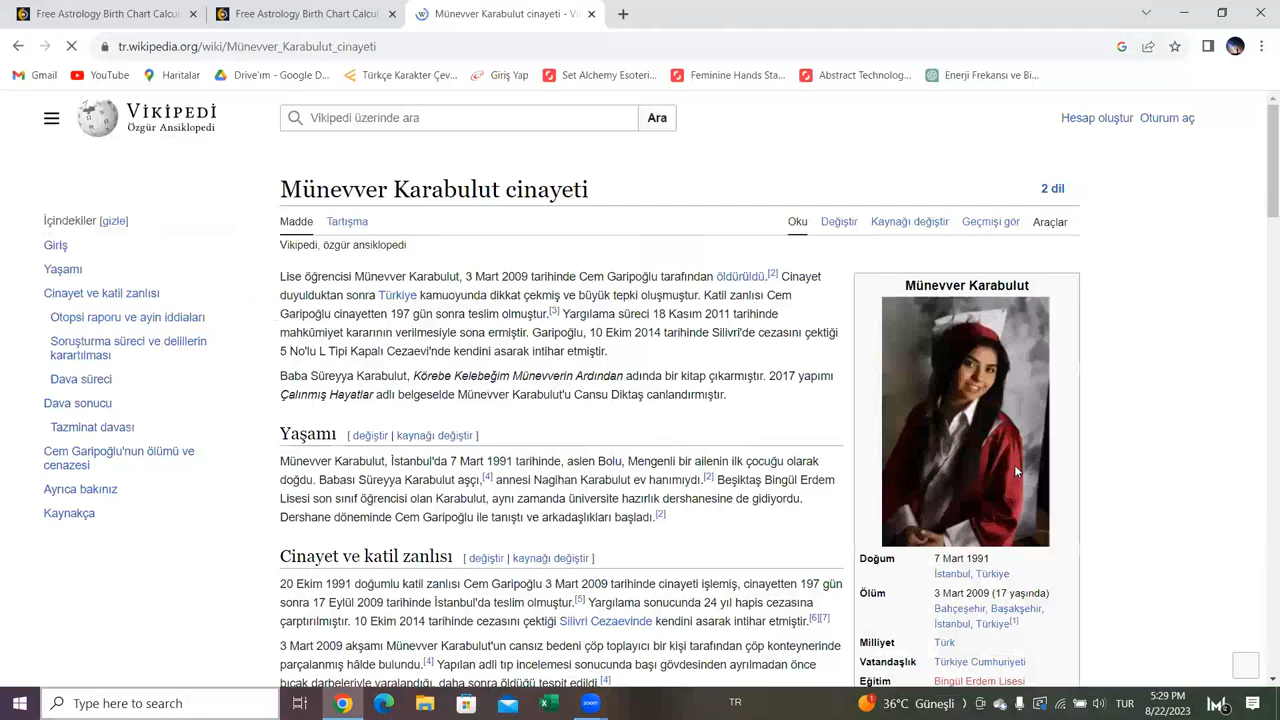 Free Astrology Birth Chart Calcul
Free Astrology Birth Chart Calcul
Münevver Karabulut cinayeti - Vi
tr.wikipedia.org/wiki/Münevver_Karabulut_cinayeti
Gmail
YouTube
Haritalar
Drive'ım - Google D...
Türkçe Karakter Çev...
Giriş Yap
Set Alchemy Esoteri...
Feminine Hands Sta...
Abstract Technolog...
Enerji Frekansı ve Bi...
VİKİPEDİ
Özgür Ansiklopedi
Vikipedi üzerinde ara
Ara
Hesap oluştur
Oturum aç
Münevver Karabulut cinayeti
2 dil
İçindekiler [gizle]
Giriş
Yaşamı
Cinayet ve katil zanlısı
Otopsi raporu ve ayin iddiaları
Soruşturma süreci ve delillerin
karartılması
Dava süreci
Dava sonucu
Tazminat davası
Cem Garipoğlu'nun ölümü ve
cenazesi
Ayrıca bakınız
Kaynakça
Madde
Tartışma
Oku
Değiştir
Kaynağı değiştir
Geçmişi gör
Araçlar
Vikipedi, özgür ansiklopedi
Lise öğrencisi Münevver Karabulut, 3 Mart 2009 tarihinde Cem Garipoğlu tarafından öldürüldü.[2] Cinayet
duyulduktan sonra Türkiye kamuoyunda dikkat çekmiş ve büyük tepki oluşmuştur. Katil zanlısı Cem
Garipoğlu cinayetten 197 gün sonra teslim olmuştur.[3] Yargılama süreci 18 Kasım 2011 tarihinde
mahkûmiyet kararının verilmesiyle sona ermiştir. Garipoğlu, 10 Ekim 2014 tarihinde Silivri'de cezasını çektiği
5 No'lu L Tipi Kapalı Cezaevi'nde kendini asarak intihar etmiştir.
Baba Süreyya Karabulut, Körebe Kelebeğim Münevverin Ardından adında bir kitap çıkarmıştır. 2017 yapımı
Çalınmış Hayatlar adlı belgeselde Münevver Karabulut'u Cansu Diktaş canlandırmıştır.
Yaşamı [ değiştir | kaynağı değiştir ]
Münevver Karabulut, İstanbul'da 7 Mart 1991 tarihinde, aslen Bolu, Mengenli bir ailenin ilk çocuğu olarak
doğdu. Babası Süreyya Karabulut aşçı,[4] annesi Nagihan Karabulut ev hanımıydı.[2] Beşiktaş Bingül Erdem
Lisesi son sınıf öğrencisi olan Karabulut, aynı zamanda üniversite hazırlık dershanesine de gidiyordu.
Dershane döneminde Cem Garipoğlu ile tanıştı ve arkadaşlıkları başladı.[2]
Cinayet ve katil zanlısı [ değiştir | kaynağı değiştir ]
20 Ekim 1991 doğumlu katil zanlısı Cem Garipoğlu 3 Mart 2009 tarihinde cinayeti işlemiş, cinayetten 197 gün
sonra 17 Eylül 2009 tarihinde İstanbul'da teslim olmuştur.[5] Yargılama sonucunda 24 yıl hapis cezasına
çarptırılmıştır. 10 Ekim 2014 tarihinde cezasını çektiği Silivri Cezaevinde kendini asarak intihar etmiştir.[6][7]
3 Mart 2009 akşamı Münevver Karabulut'un cansız bedeni çöp toplayıcı bir kişi tarafından çöp konteynerinde
parçalanmış hâlde bulundu.[4] Yapılan adli tıp incelemesi sonucunda başı gövdesinden ayrılmadan önce
bıçak darbeleriyle yaralandığı, daha sonra öldüğü tespit edildi.[4]
Münevver Karabulut
Doğum 7 Mart 1991
İstanbul, Türkiye
Ölüm 3 Mart 2009 (17 yaşında)
Bahçeşehir, Başakşehir,
İstanbul, Türkiye[1]
Milliyet Türk
Vatandaşlık Türkiye Cumhuriyeti
Eğitim Bingül Erdem Lisesi
Type here to search
zoom
TR
36°C Güneşli
TUR
5:29 PM
8/22/2023
2